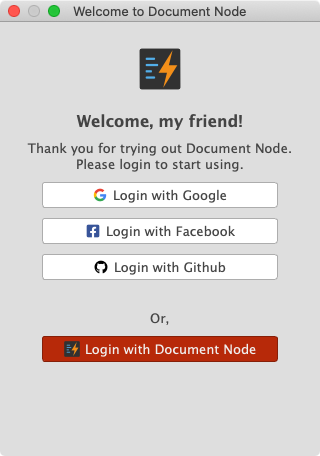 Welcome to Document Node
Welcome, my friend!
Thank you for trying out Document Node.
Please login to start using.
Login with Google
Login with Facebook
Login with Github
Or,
Login with Document Node